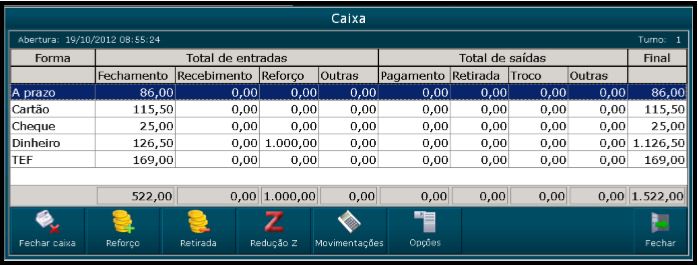 Caixa
Abertura: 19/10/2012 08:55:24 Turno: 1
Forma Total de entradas Total de saídas Final
Fechamento Recebimento Reforço Outras Pagamento Retirada Troco Outras
A prazo 86,00 0,00 0,00 0,00 0,00 0,00 0,00 0,00 86,00
Cartão 115,50 0,00 0,00 0,00 0,00 0,00 0,00 0,00 115,50
Cheque 25,00 0,00 0,00 0,00 0,00 0,00 0,00 0,00 25,00
Dinheiro 126,50 0,00 1.000,00 0,00 0,00 0,00 0,00 0,00 1.126,50
TEF 169,00 0,00 0,00 0,00 0,00 0,00 0,00 0,00 169,00
522,00 0,00 1.000,00 0,00 0,00 0,00 0,00 0,00 1.522,00
Fechar caixa Reforço Retirada Redução Z Movimentações Opções Fechar